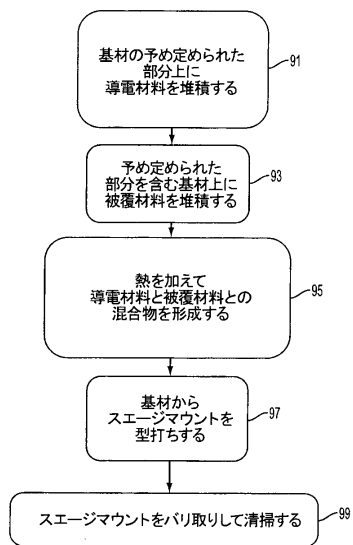 基材の予め定められた
部分上に
導電材料を堆積する
91
予め定められた
部分を含む基材上に
被覆材料を堆積する
93
熱を加えて
導電材料と被覆材料との
混合物を形成する
95
基材から
スエージマウントを
型打ちする
97
スエージマウントをバリ取りして清掃する
99